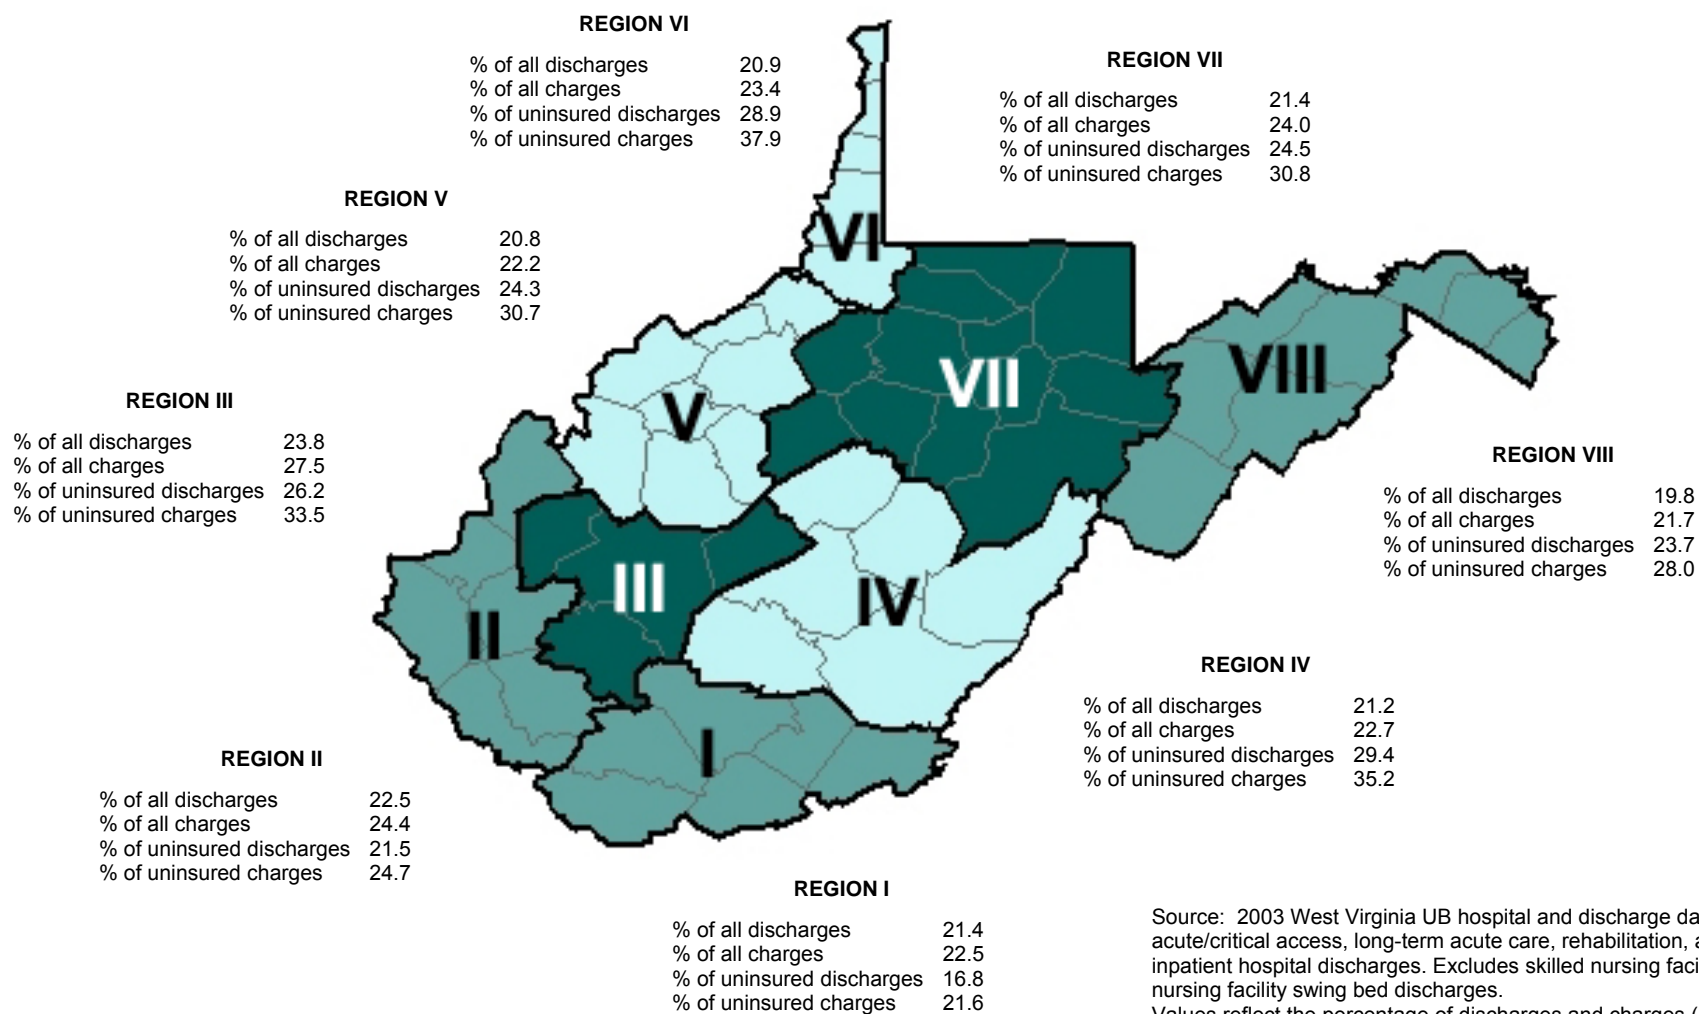 REGION VI
% of all discharges 20.9
% of all charges 23.4
% of uninsured discharges 28.9
% of uninsured charges 37.9
REGION VII
% of all discharges 21.4
% of all charges 24.0
% of uninsured discharges 24.5
% of uninsured charges 30.8
REGION V
% of all discharges 20.8
% of all charges 22.2
% of uninsured discharges 24.3
% of uninsured charges 30.7
REGION III
% of all discharges 23.8
% of all charges 27.5
% of uninsured discharges 26.2
% of uninsured charges 33.5
VI
VII
VIII
V
III
IV
II
I
REGION VIII
% of all discharges 19.8
% of all charges 21.7
% of uninsured discharges 23.7
% of uninsured charges 28.0
REGION IV
% of all discharges 21.2
% of all charges 22.7
% of uninsured discharges 29.4
% of uninsured charges 35.2
REGION II
% of all discharges 22.5
% of all charges 24.4
% of uninsured discharges 21.5
% of uninsured charges 24.7
REGION I
% of all discharges 21.4
% of all charges 22.5
% of uninsured discharges 16.8
% of uninsured charges 21.6
Source: 2003 West Virginia UB hospital and discharge
acute/critical access, long-term acute care, rehabilitation,
inpatient hospital discharges. Excludes skilled nursing
nursing facility swing bed discharges.
Values reflect the percentage of discharges and charges